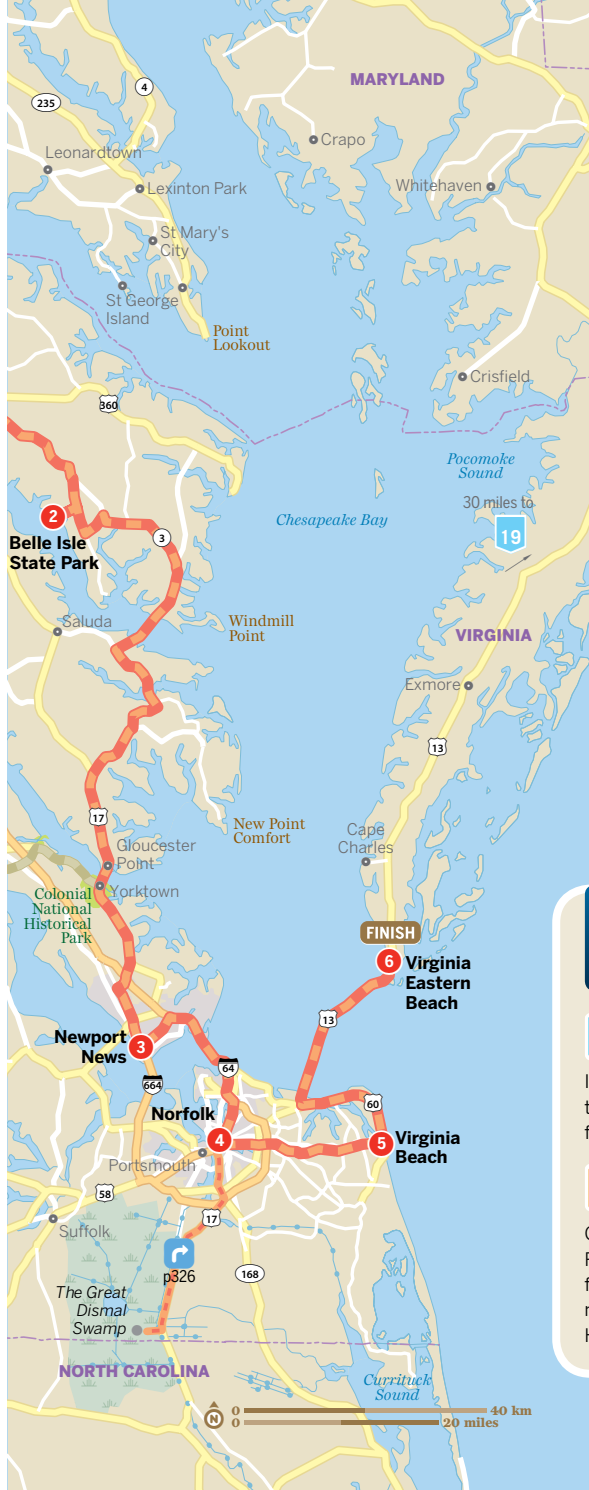 MARYLAND
4
235
Crapo
Leonardtown
Whitehaven
Lexinton Park
St Mary's
City
St George
Island
Point
Lookout
Crisfield
360
Pocomoke
Sound
30 miles to
19
2
Chesapeake Bay
3
Belle Isle
State Park
Windmill
Point
Saluda
VIRGINIA
Exmore
13
17
New Point
Comfort
Cape
Charles
Gloucester
Point
Yorktown
Colonial
National
Historical
Park
FINISH
6
Virginia
Eastern
Beach
13
Newport
News
3
64
664
60
Norfolk
4
5
Virginia
Beach
Portsmouth
58
17
Suffolk
p326
168
The Great
Dismal
Swamp
NORTH CAROLINA
Currituck
Sound
N
0
40 km
0
20 miles